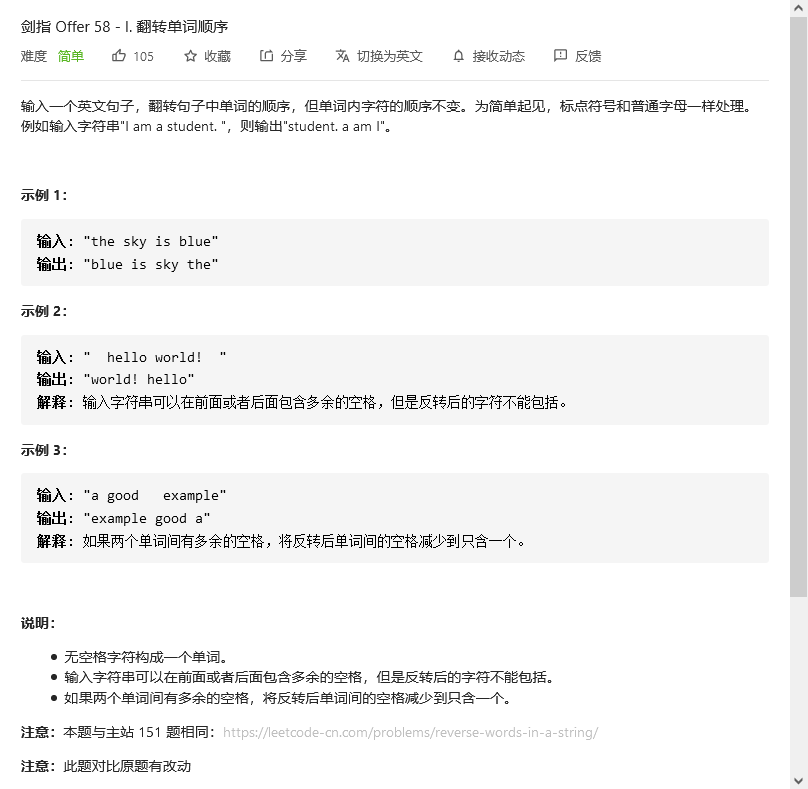 剑指 Offer 58 - I. 翻转单词顺序
难度 简单 105 收藏 分享 切换为英文 接收动态 反馈
输入一个英文句子，翻转句子中单词的顺序，但单词内字符的顺序不变。为简单起见，标点符号和普通字母一样处理。
例如输入字符串"I am a student. "，则输出"student. a am I"。
示例 1：
输入: "the sky is blue"
输出: "blue is sky the"
示例 2：
输入: "  hello world!  "
输出: "world! hello"
解释: 输入字符串可以在前面或者后面包含多余的空格，但是反转后的字符不能包括。
示例 3：
输入: "a good   example"
输出: "example good a"
解释: 如果两个单词间有多余的空格，将反转后单词间的空格减少到只含一个。
说明：
● 无空格字符构成一个单词。
● 输入字符串可以在前面或者后面包含多余的空格，但是反转后的字符不能包括。
● 如果两个单词间有多余的空格，将反转后单词间的空格减少到只含一个。
注意：本题与主站 151 题相同：https://leetcode-cn.com/problems/reverse-words-in-a-string/
注意：此题对比原题有改动